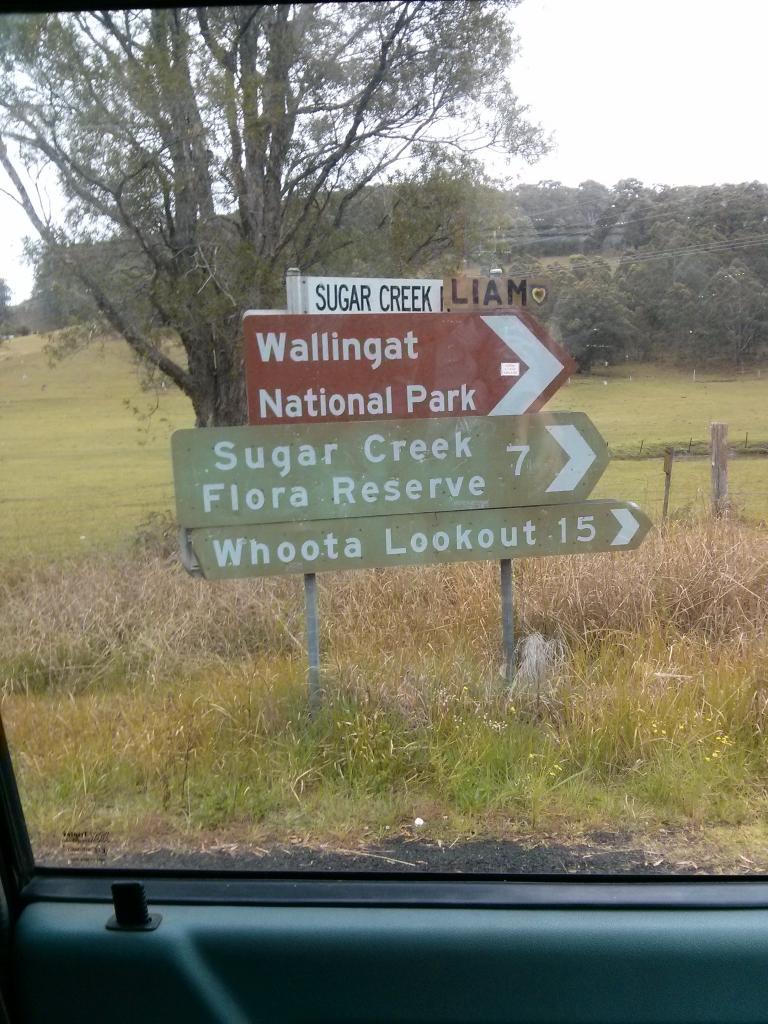 SUGAR CREEK
LIAM
Wallingat
National Park
Sugar Creek
Flora Reserve 7
Whoota Lookout 15